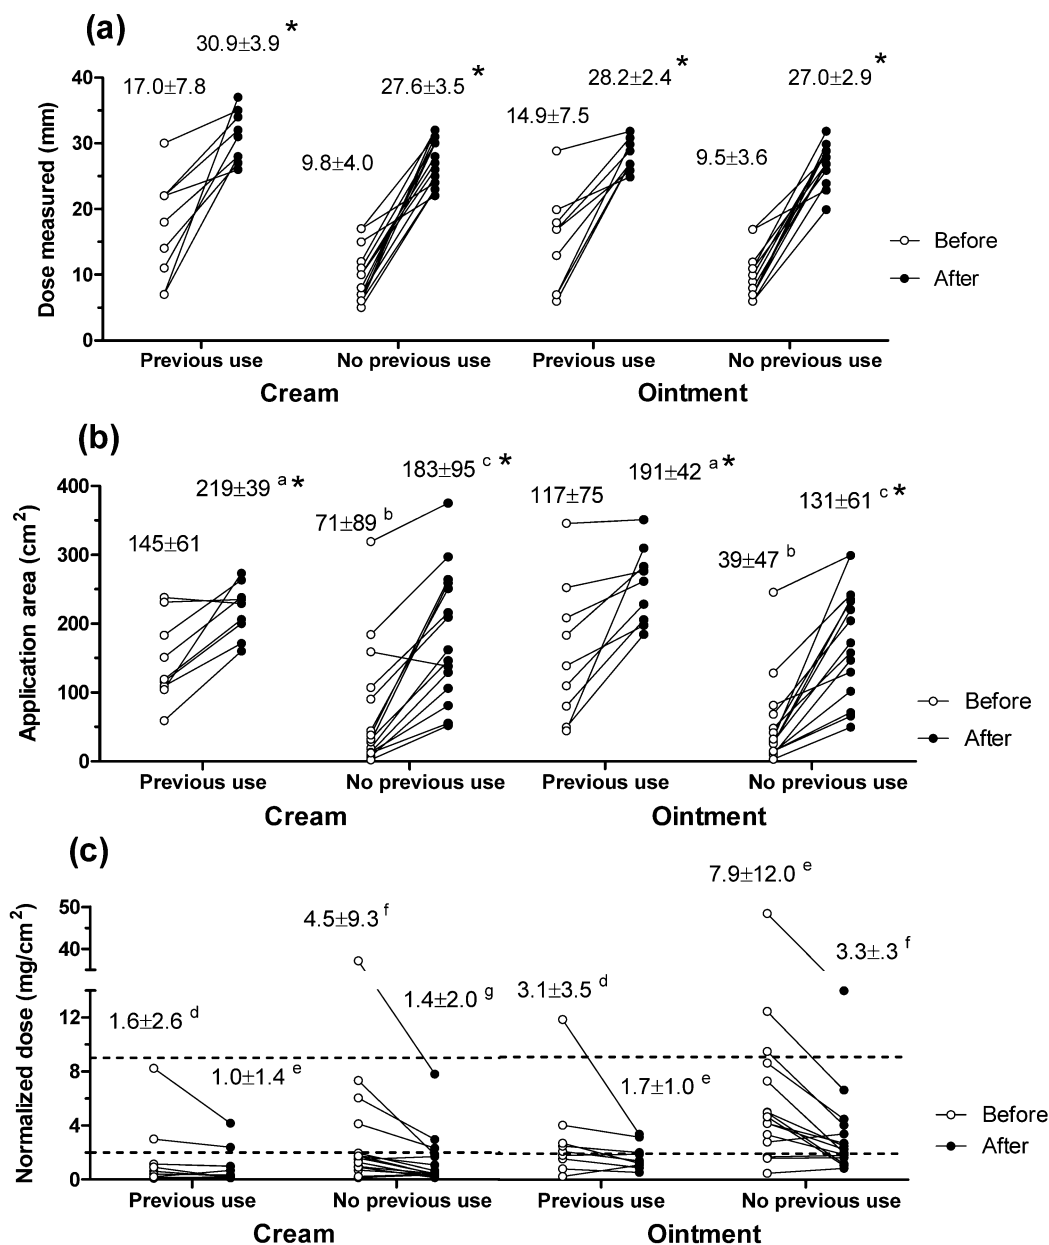 (a)
30.9±3.9 *
17.0±7.8
27.6±3.5 *
28.2±2.4 *
27.0±2.9 *
14.9±7.5
9.8±4.0
9.5±3.6
Dose measured (mm)
40
30
20
10
0
Before
After
Previous use
No previous use
Previous use
No previous use
Cream
Ointment
(b)
219±39 a *
183±95 c *
191±42 a *
131±61 c *
145±61
71±89 b
117±75
39±47 b
Application area (cm2)
400
300
200
100
0
Before
After
Previous use
No previous use
Previous use
No previous use
Cream
Ointment
(c)
7.9±12.0 e
4.5±9.3 f
3.3±.3 f
1.4±2.0 g
3.1±3.5 d
1.6±2.6 d
1.0±1.4 e
1.7±1.0 e
Normalized dose (mg/cm2)
50
40
30
12
8
4
0
Before
After
Previous use
No previous use
Previous use
No previous use
Cream
Ointment